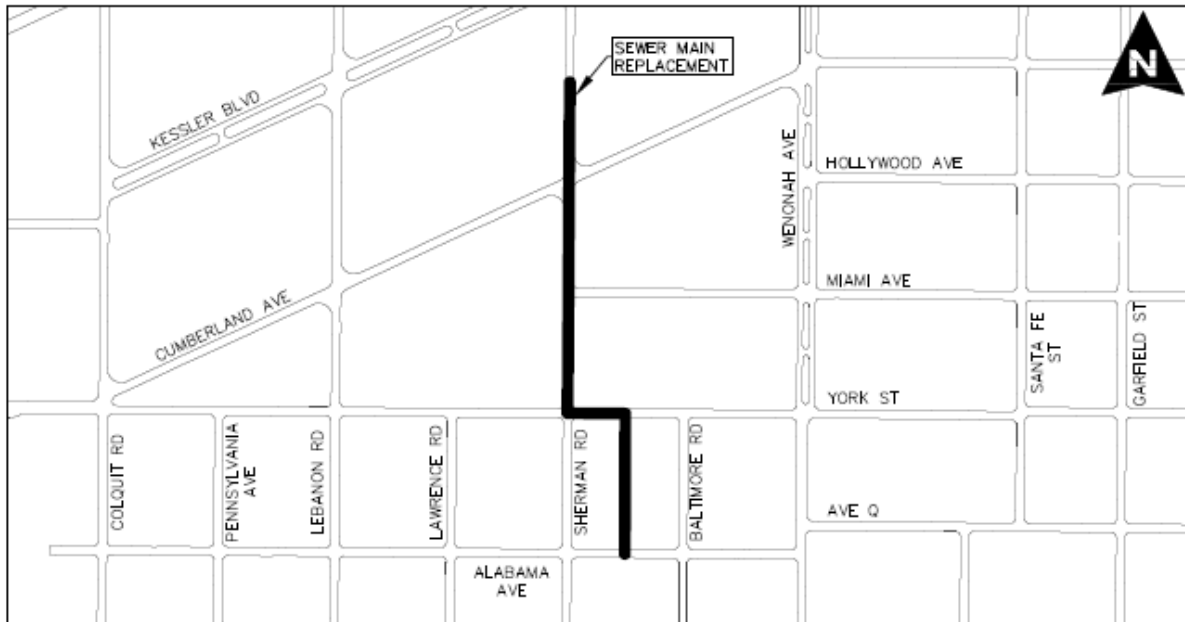 SEWER MAIN
REPLACEMENT
N
KESSLER BLVD
WENONAH AVE
HOLLYWOOD AVE
MIAMI AVE
CUMBERLAND AVE
SANTA FE
ST
GARFIELD ST
YORK ST
COLQUIT RD
PENNSYLVANIA
AVE
LEBANON RD
LAWRENCE RD
SHERMAN RD
BALTIMORE RD
AVE Q
ALABAMA
AVE